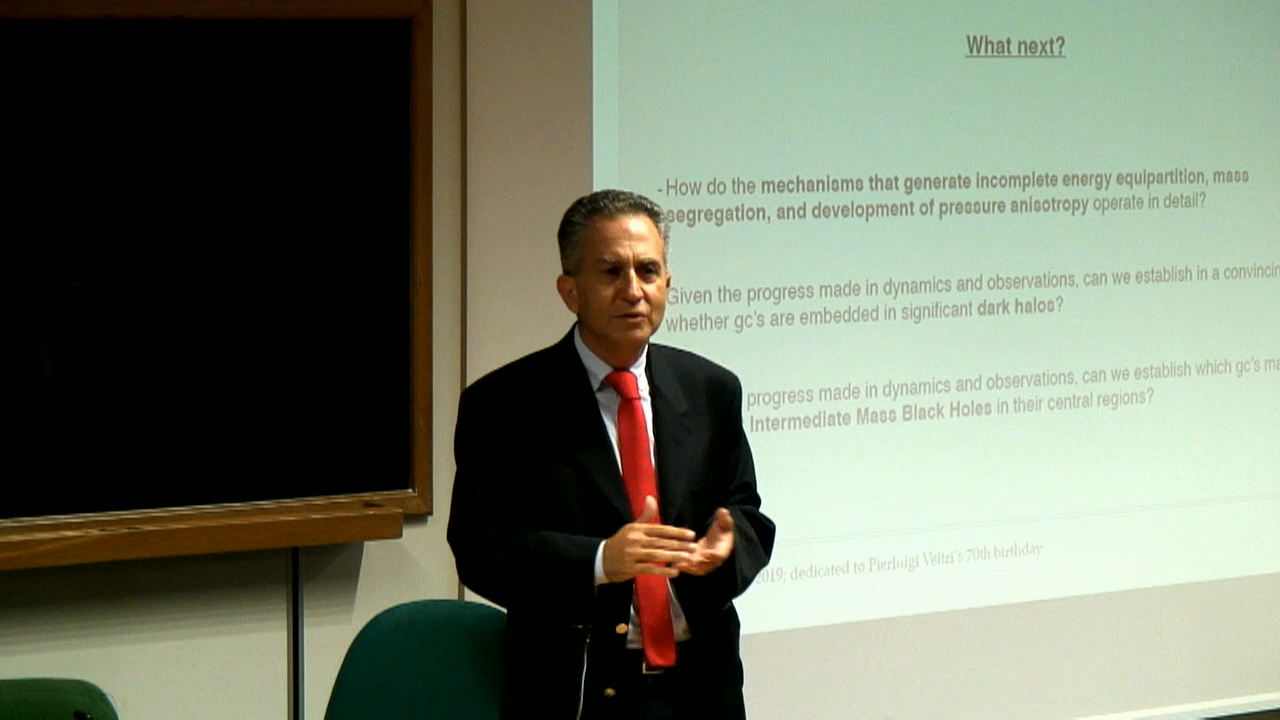 What next?
- How do the mechanisms that generate incomplete energy equipartition, mass
segregation, and development of pressure anisotropy operate in detail?
Given the progress made in dynamics and observations, can we establish in a
whether gc's are embedded in significant dark halos?
progress made in dynamics and observations, can we establish which gc's
Intermediate Mass Black Holes in their central regions?
2019; dedicated to Pierluigi Veltri's 70th birthday